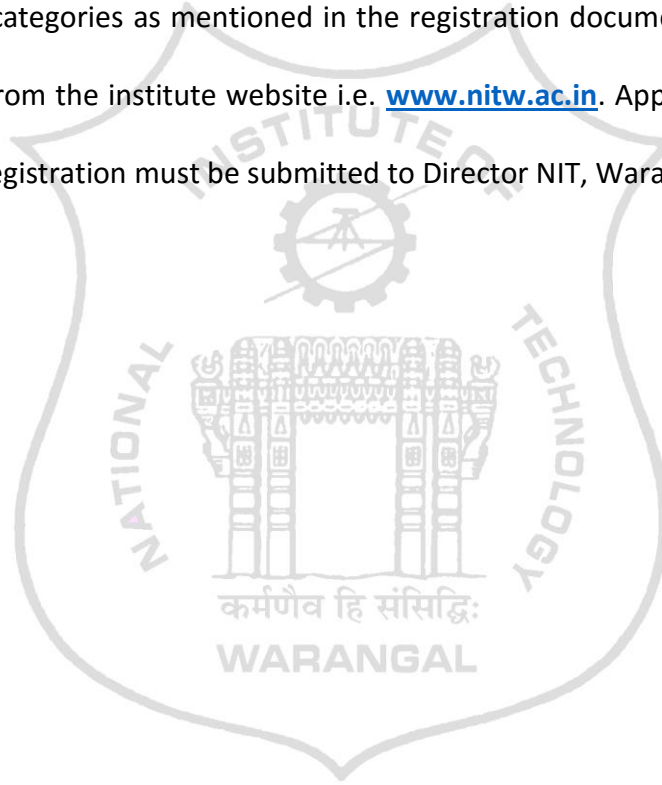 categories as mentioned in the registration docume
rom the institute website i.e. www.nitw.ac.in. App
egistration must be submitted to Director NIT, Wara
NATIONAL INSTITUTE OF TECHNOLOGY
कर्मणैव हि संसिद्धिः
WARANGAL